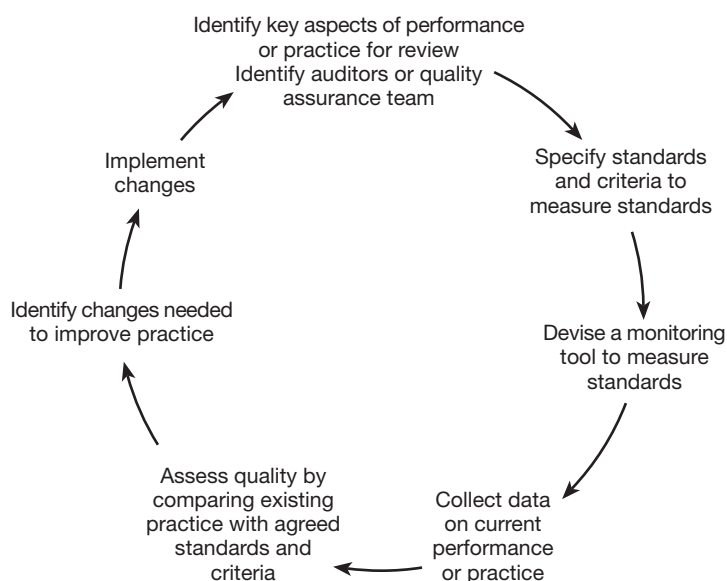 Identify key aspects of performance
or practice for review
Identify auditors or quality
assurance team
Specify standards
and criteria to
measure standards
Devise a monitoring
tool to measure
standards
Collect data
on current
performance
or practice
Assess quality by
comparing existing
practice with agreed
standards and
criteria
Identify changes needed
to improve practice
Implement
changes